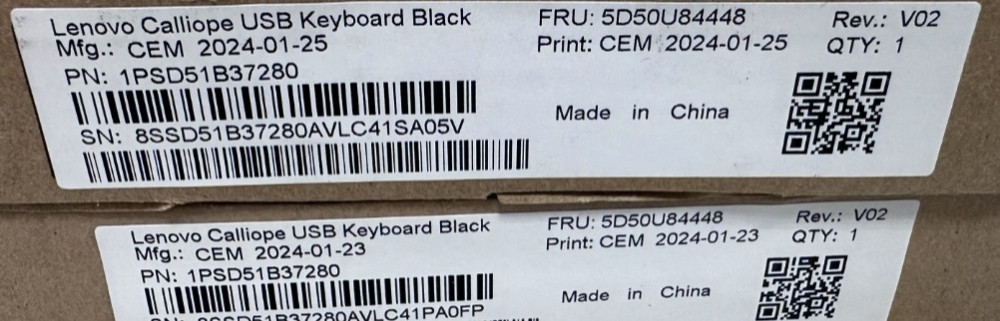 Lenovo Calliope USB Keyboard Black
Mfg.: CEM 2024-01-25
PN: 1PSD51B37280
SN: 8SSD51B37280AVLC41SA05V
FRU: 5D50U84448
Print: CEM 2024-01-25
Rev.: V02
QTY: 1
Made in China
Lenovo Calliope USB Keyboard Black
Mfg.: CEM 2024-01-23
PN: 1PSD51B37280
SN: 8SSD51B37280AVLC41PA0FP
FRU: 5D50U84448
Print: CEM 2024-01-23
Rev.: V02
QTY: 1
Made in China